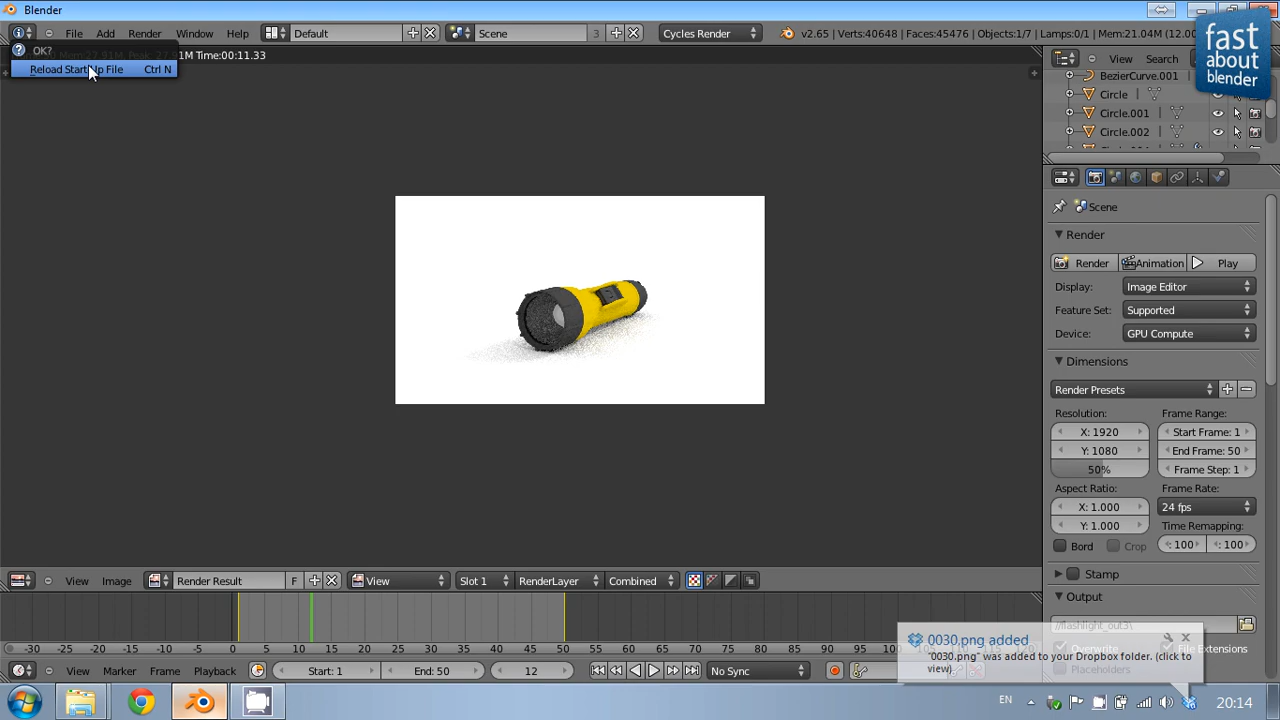 Blender
File Add Render Window Help Default Scene 3 Cycles Render v2.65 | Verts:40648 | Faces:45476 | Objects:1/7 | Lamps:0/1 | Mem:21.04M
fast
about
blender
OK?
Time:00:11.33
Reload Start-Up File Ctrl N
View Search
BezierCurve.001
Circle
Circle.001
Circle.002
Scene
Render
Render Animation Play
Display: Image Editor
Feature Set: Supported
Device: GPU Compute
Dimensions
Render Presets
Resolution: Frame Range:
X: 1920 Start Frame: 1
Y: 1080 End Frame: 50
50% Frame Step: 1
Aspect Ratio: Frame Rate:
X: 1.000 24 fps
Y: 1.000 Time Remapping:
Bord Crop : 100 : 100
Stamp
Output
//flashlight_out3\
Overwrite File Extensions
Placeholders
View Image Render Result F View Slot 1 RenderLayer Combined
-30 -25 -20 -15 -10 -5 0 5 10 15 20 25 30 35 40 45 50 55 60 65 70 75 80 85 90
0030.png added
"0030.png" was added to your Dropbox folder. (click to
view)
View Marker Frame Playback Start: 1 End: 50 12 No Sync
EN 20:14